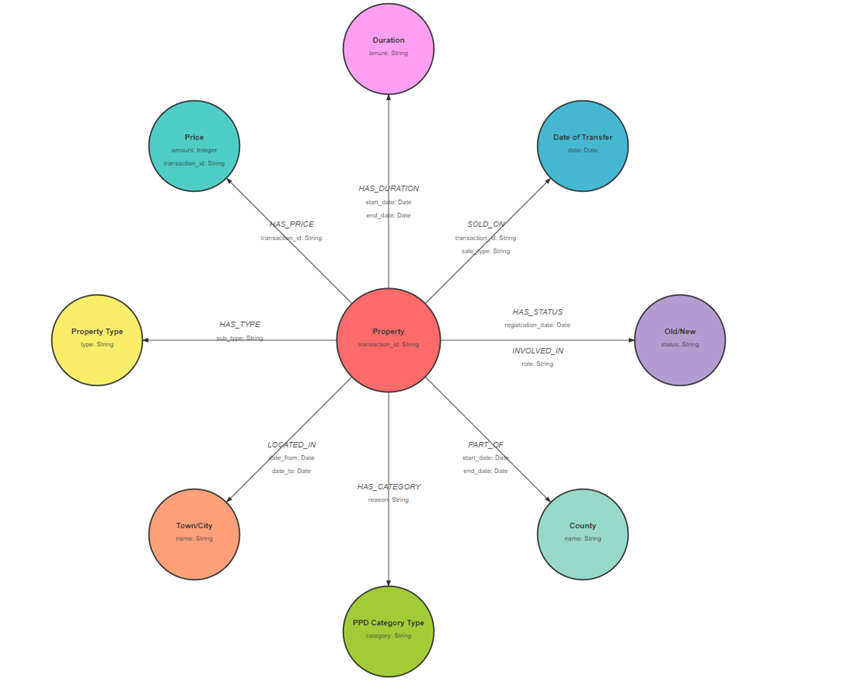 Duration
tenure: String
Price
amount: Integer
transaction_id: String
Date of Transfer
date: Date
HAS_DURATION
start_date: Date
end_date: Date
HAS_PRICE
transaction_id: String
SOLD_ON
transaction_id: String
sale_type: String
HAS_STATUS
registration_date: Date
Property Type
type: String
HAS_TYPE
sub_type: String
Property
transaction_id: String
Old/New
status: String
INVOLVED_IN
role: String
LOCATED_IN
date_from: Date
date_to: Date
PART_OF
start_date: Date
end_date: Date
HAS_CATEGORY
reason: String
Town/City
name: String
County
name: String
PPD Category Type
category: String